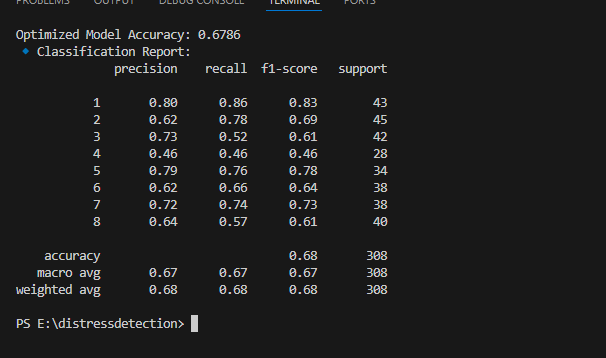 PROBLEMS OUTPUT DEBUG CONSOLE TERMINAL PORTS
Optimized Model Accuracy: 0.6786
🔹 Classification Report:
precision recall f1-score support
1 0.80 0.86 0.83 43
2 0.62 0.78 0.69 45
3 0.73 0.52 0.61 42
4 0.46 0.46 0.46 28
5 0.79 0.76 0.78 34
6 0.62 0.66 0.64 38
7 0.72 0.74 0.73 38
8 0.64 0.57 0.61 40
accuracy 0.68 308
macro avg 0.67 0.67 0.67 308
weighted avg 0.68 0.68 0.68 308
PS E:\distressdetection>